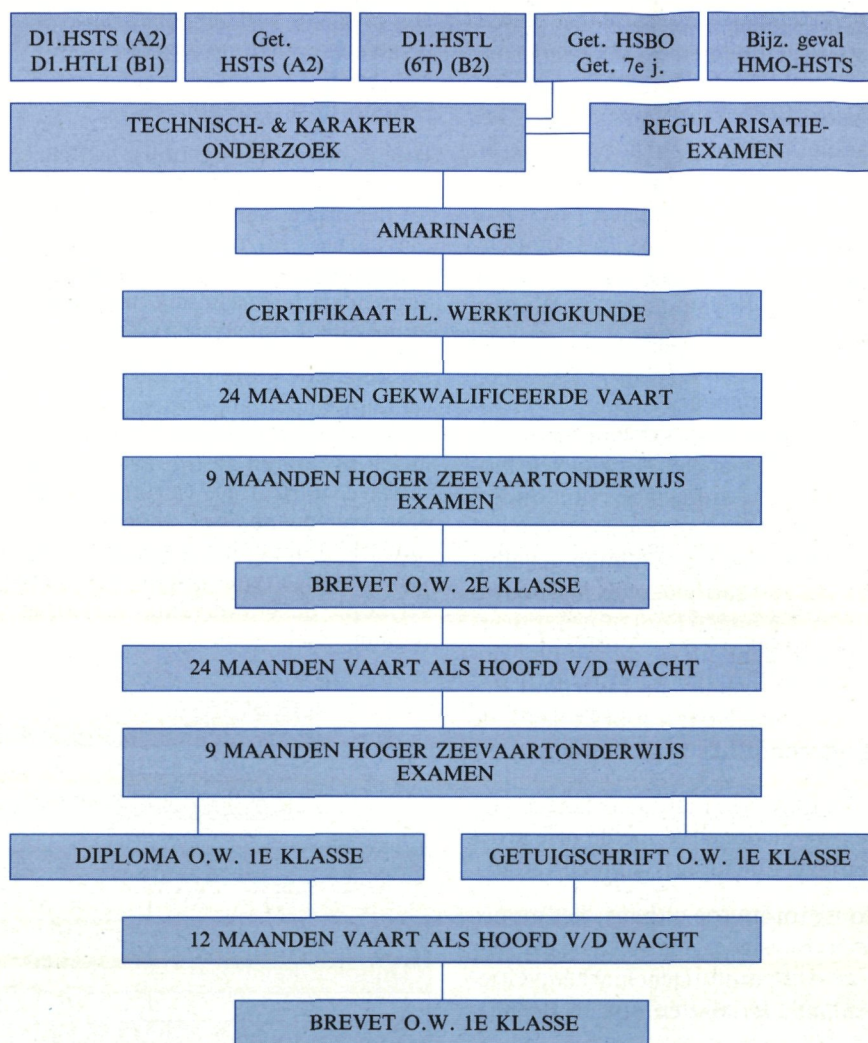 D1.HSTS (A2)
D1.HTLI (B1)
Get.
HSTS (A2)
D1.HSTL
(6T) (B2)
Get. HSBO
Get. 7e j.
Bijz. geval
HMO-HSTS
TECHNISCH- & KARAKTER
ONDERZOEK
REGULARISATIE-
EXAMEN
AMARINAGE
CERTIFIKAAT LL. WERKTUIGKUNDE
24 MAANDEN GEKWALIFICEERDE VAART
9 MAANDEN HOGER ZEEVAARTONDERWIJS
EXAMEN
BREVET O.W. 2E KLASSE
24 MAANDEN VAART ALS HOOFD V/D WACHT
9 MAANDEN HOGER ZEEVAARTONDERWIJS
EXAMEN
DIPLOMA O.W. 1E KLASSE
GETUIGSCHRIFT O.W. 1E KLASSE
12 MAANDEN VAART ALS HOOFD V/D WACHT
BREVET O.W. 1E KLASSE